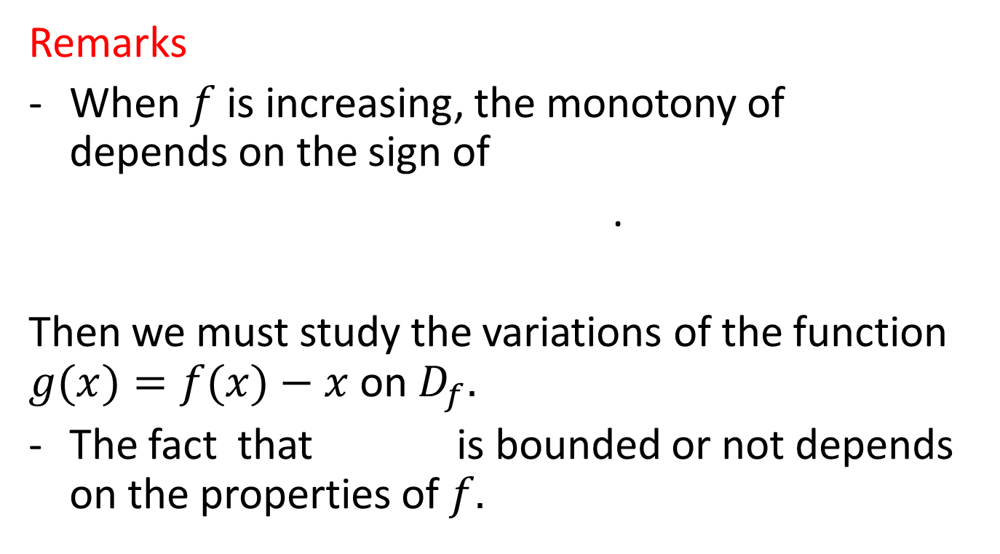 Remarks
- When f is increasing, the monotony of
depends on the sign of
.
Then we must study the variations of the function
g(x) = f(x) − x on D_f.
- The fact that is bounded or not depends
on the properties of f.